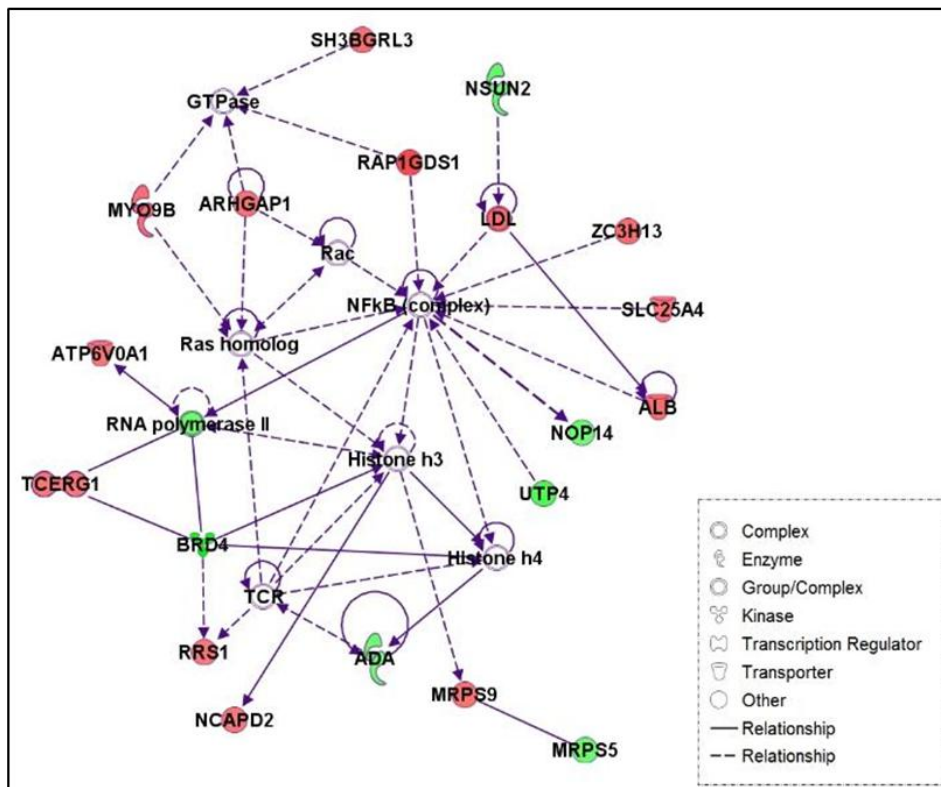 SH3BGRL3
NSUN2
GTPase
RAP1GDS1
MYO9B
ARHGAP1
LDL
ZC3H13
Rac
NFkB (complex)
SLC25A4
Ras homolog
ATP6V0A1
ALB
RNA polymerase II
NOP14
Histone h3
TCERG1
UTP4
BRD4
Histone h4
TCR
RRS1
ADA
MRPS9
NCAPD2
MRPS5
Complex
Enzyme
Group/Complex
Kinase
Transcription Regulator
Transporter
Other
Relationship
Relationship